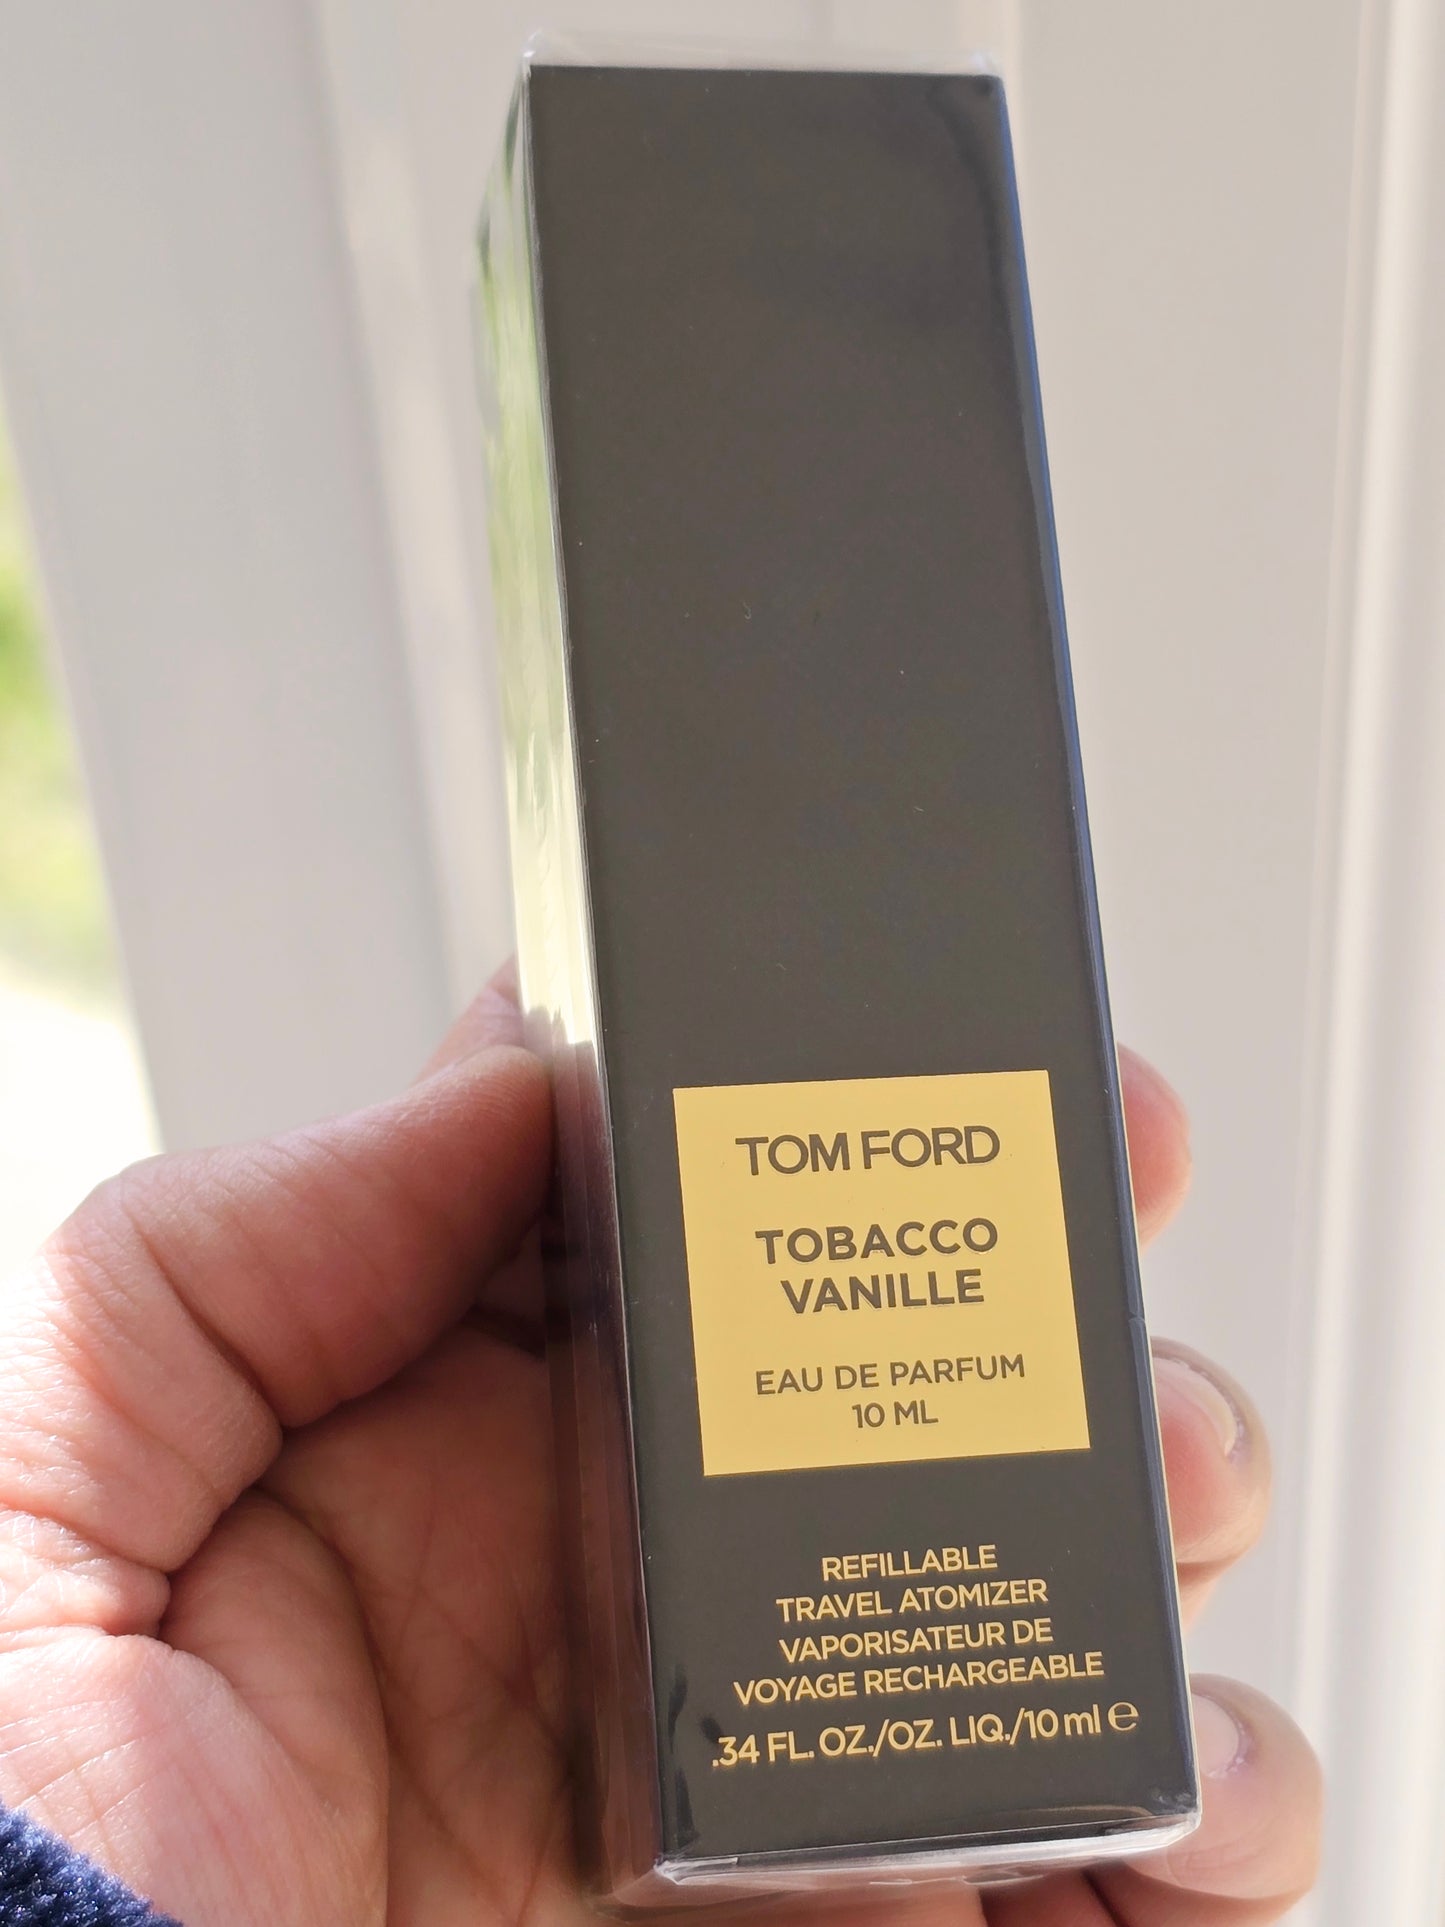 TOM FORD
TOBACCO
VANILLE
EAU DE PARFUM
10 ML
REFILLABLE
TRAVEL ATOMIZER
VAPORISATEUR DE
VOYAGE RECHARGEABLE
.34 FL. OZ./OZ. LIQ./10 ml ℮